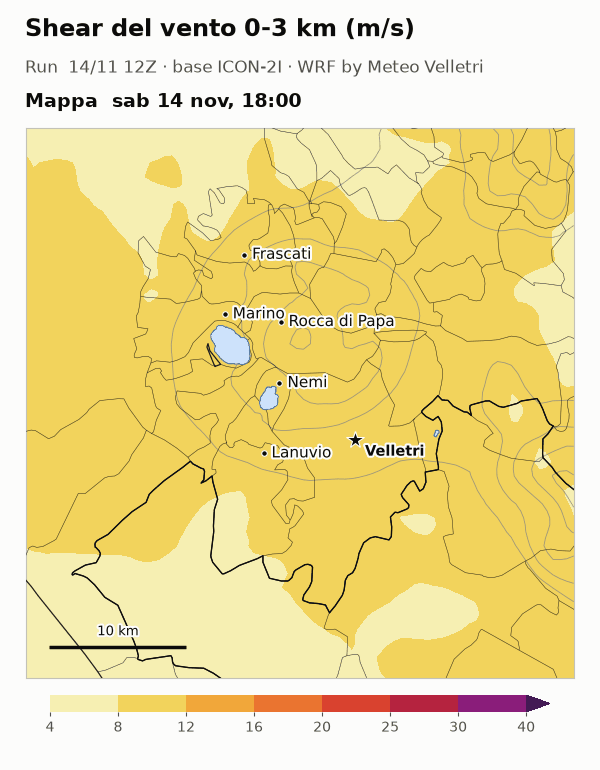 Shear del vento 0-3 km (m/s)
Run  14/11 12Z · base ICON-2I · WRF by Meteo Velletri
Mappa  sab 14 nov, 18:00
Frascati
Marino
Rocca di Papa
Nemi
Velletri
Lanuvio
10 km
4 8 12 16 20 25 30 40